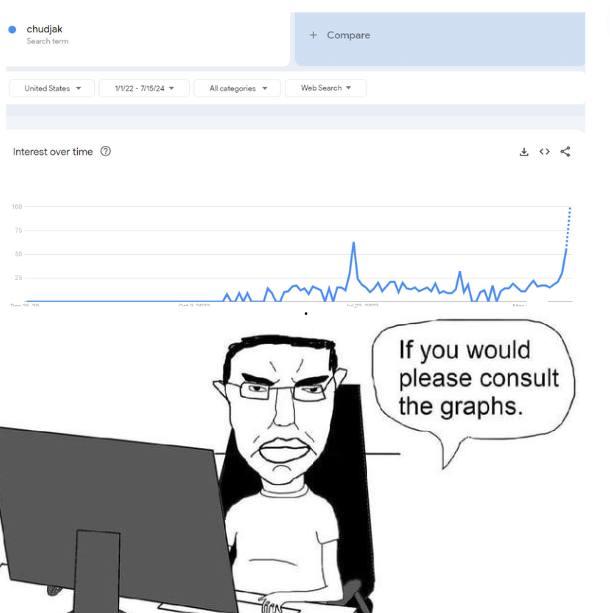 chudjak
Search term
+ Compare
United States
1/1/22 - 7/15/24
All categories
Web Search
Interest over time
100
75
50
25
If you would
please consult
the graphs.